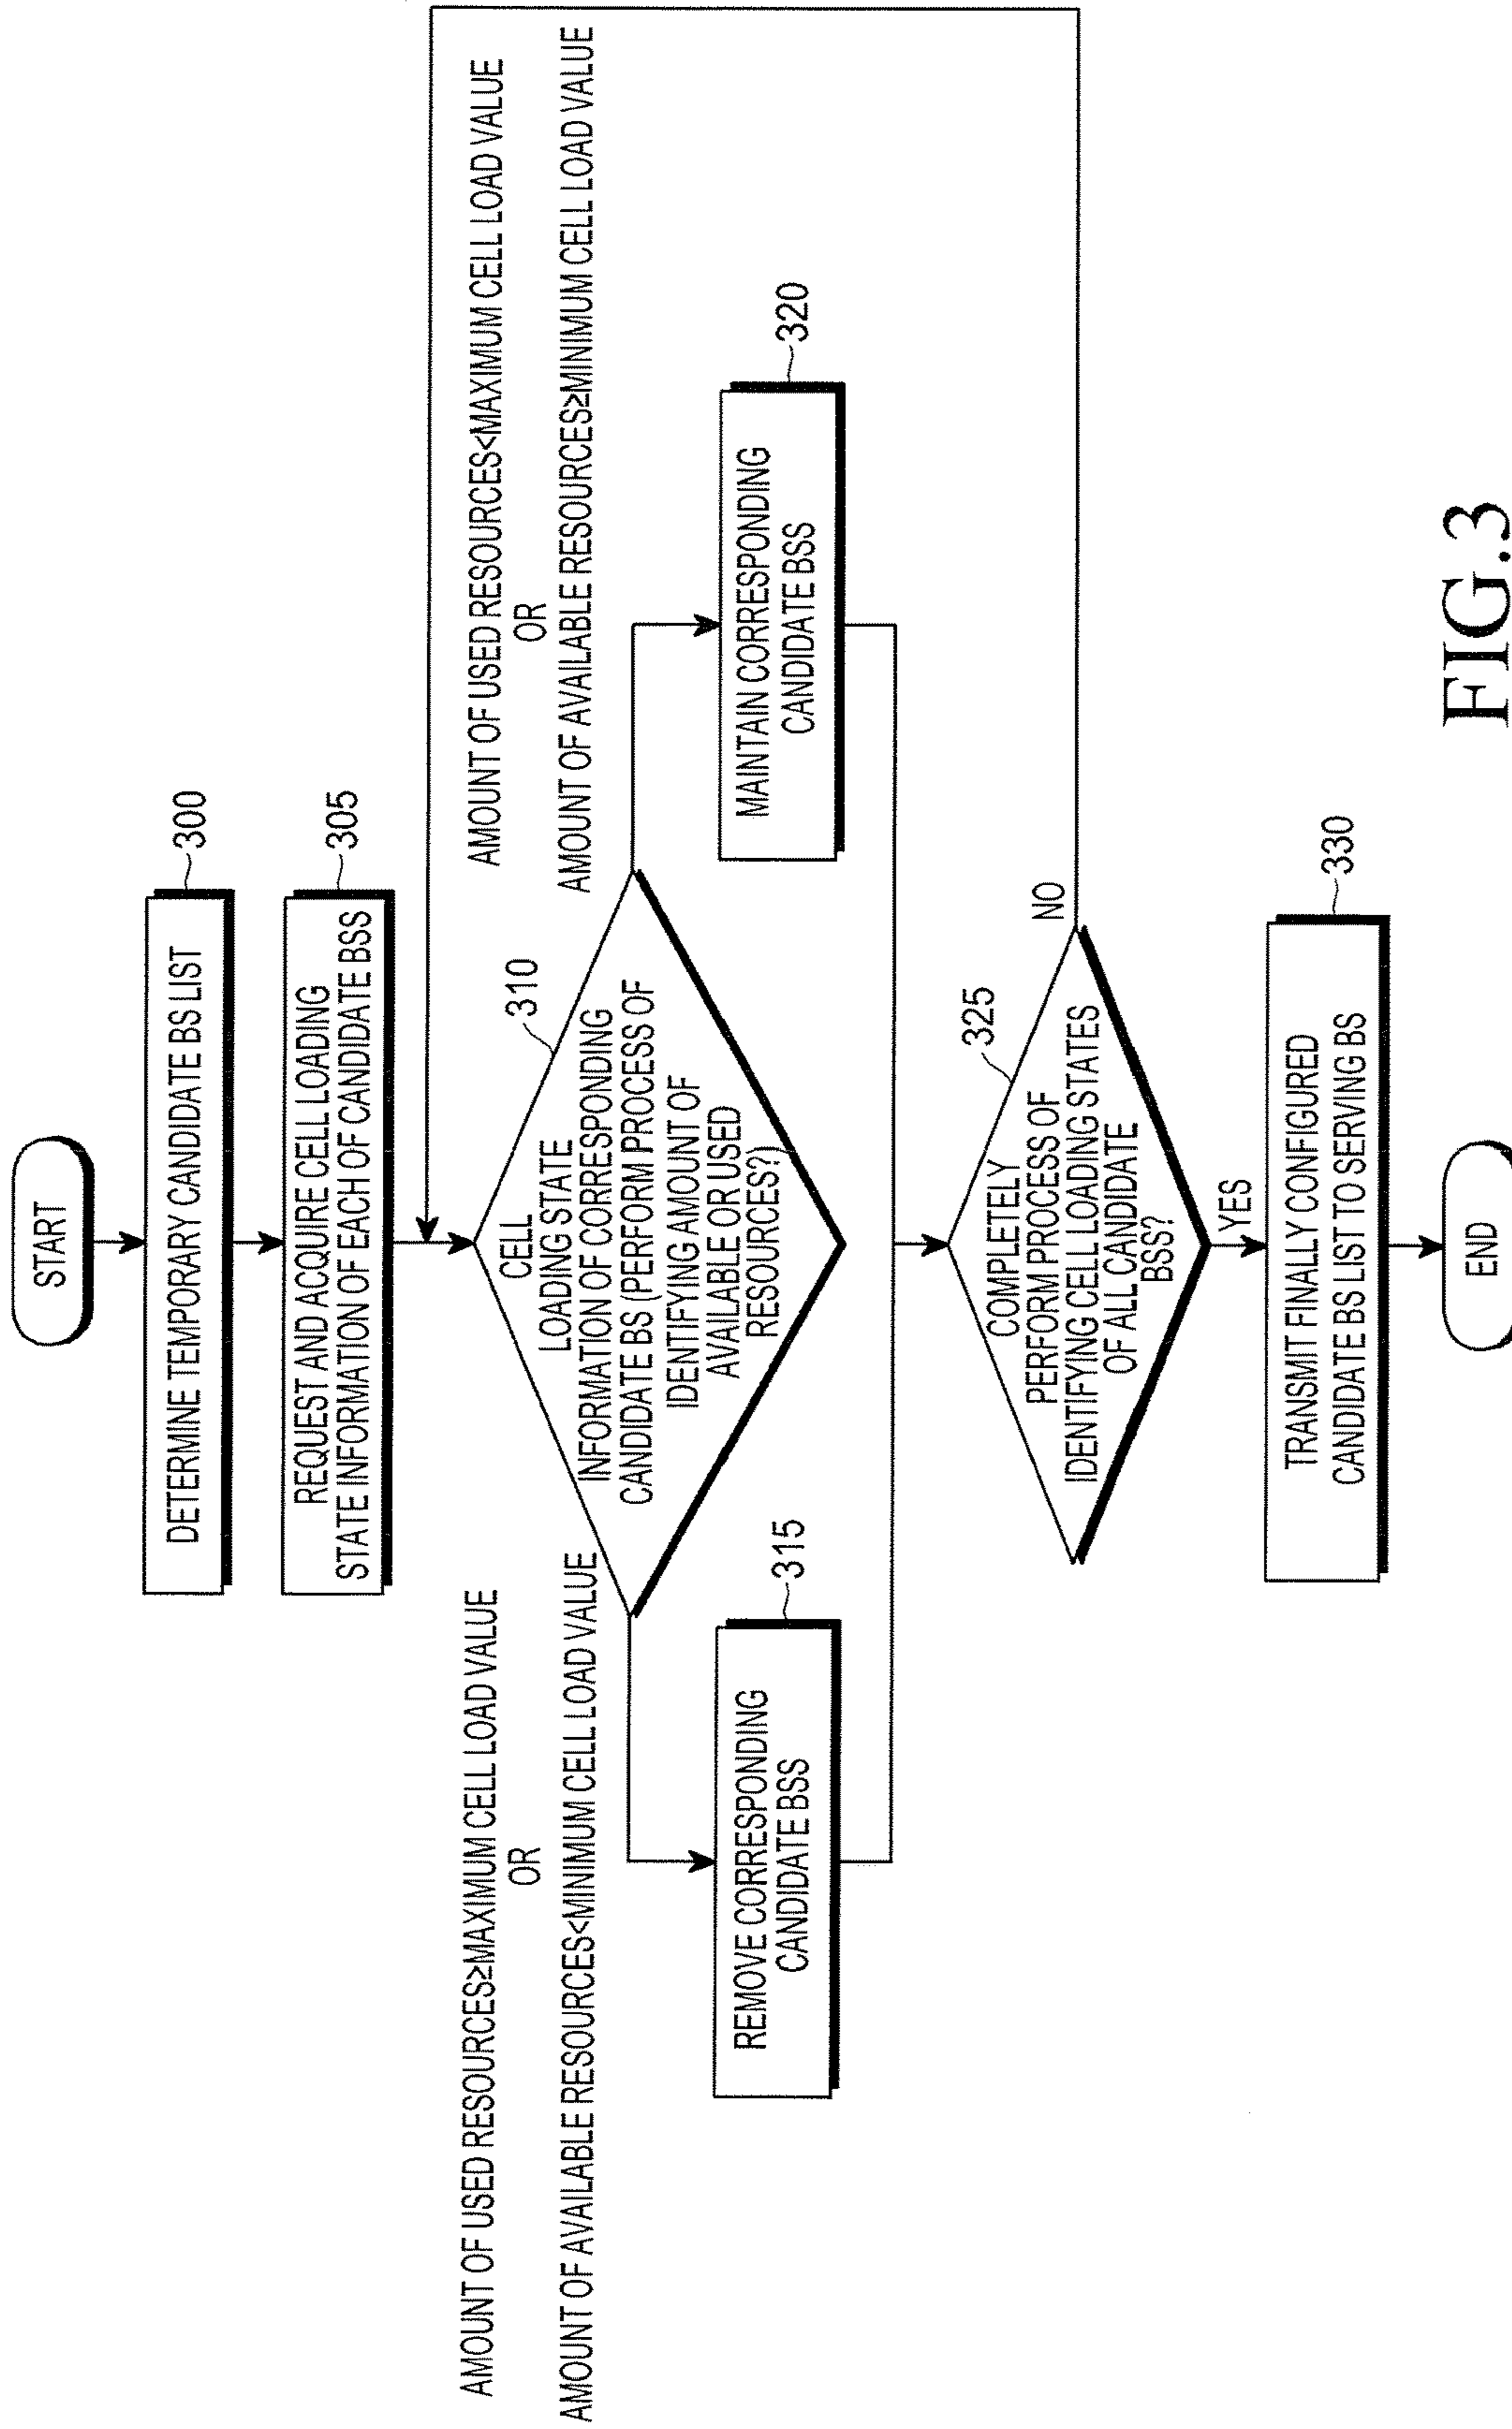 START
DETERMINE TEMPORARY CANDIDATE BS LIST
300
REQUEST AND ACQUIRE CELL LOADING
STATE INFORMATION OF EACH OF CANDIDATE BSS
305
AMOUNT OF USED RESOURCES≥MAXIMUM CELL LOAD VALUE
OR
AMOUNT OF AVAILABLE RESOURCES<MINIMUM CELL LOAD VALUE
CELL
LOADING STATE
INFORMATION OF CORRESPONDING
CANDIDATE BS (PERFORM PROCESS OF
IDENTIFYING AMOUNT OF
AVAILABLE OR USED
RESOURCES?)
310
AMOUNT OF USED RESOURCES<MAXIMUM CELL LOAD VALUE
OR
AMOUNT OF AVAILABLE RESOURCES≥MINIMUM CELL LOAD VALUE
REMOVE CORRESPONDING
CANDIDATE BSS
315
MAINTAIN CORRESPONDING
CANDIDATE BSS
320
COMPLETELY
PERFORM PROCESS OF
IDENTIFYING CELL LOADING STATES
OF ALL CANDIDATE
BSS?
325
NO
YES
TRANSMIT FINALLY CONFIGURED
CANDIDATE BS LIST TO SERVING BS
330
END
FIG.3